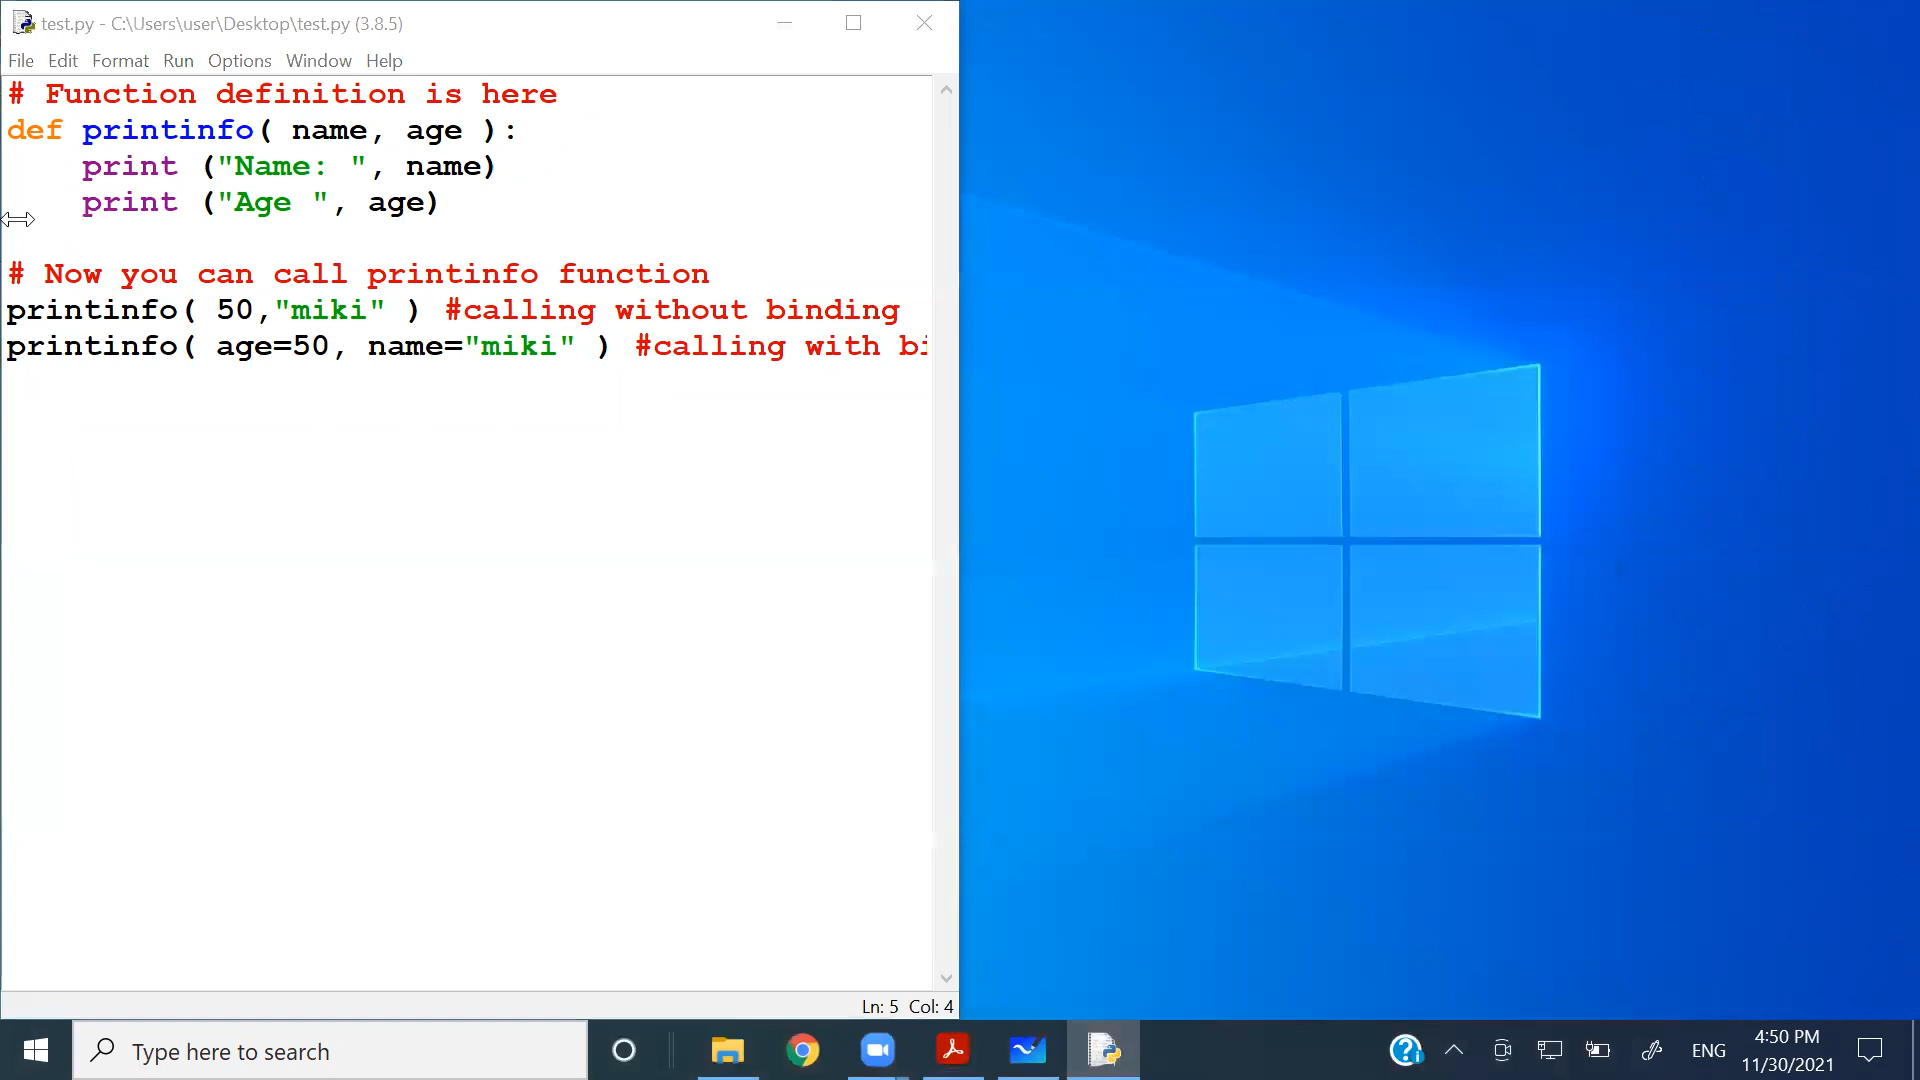 test.py - C:\Users\user\Desktop\test.py (3.8.5)
File Edit Format Run Options Window Help
# Function definition is here
def printinfo( name, age ):
    print ("Name: ", name)
    print ("Age ", age)
# Now you can call printinfo function
printinfo( 50,"miki" ) #calling without binding
printinfo( age=50, name="miki" ) #calling with bi
Ln: 5 Col: 4
Type here to search
ENG
4:50 PM
11/30/2021